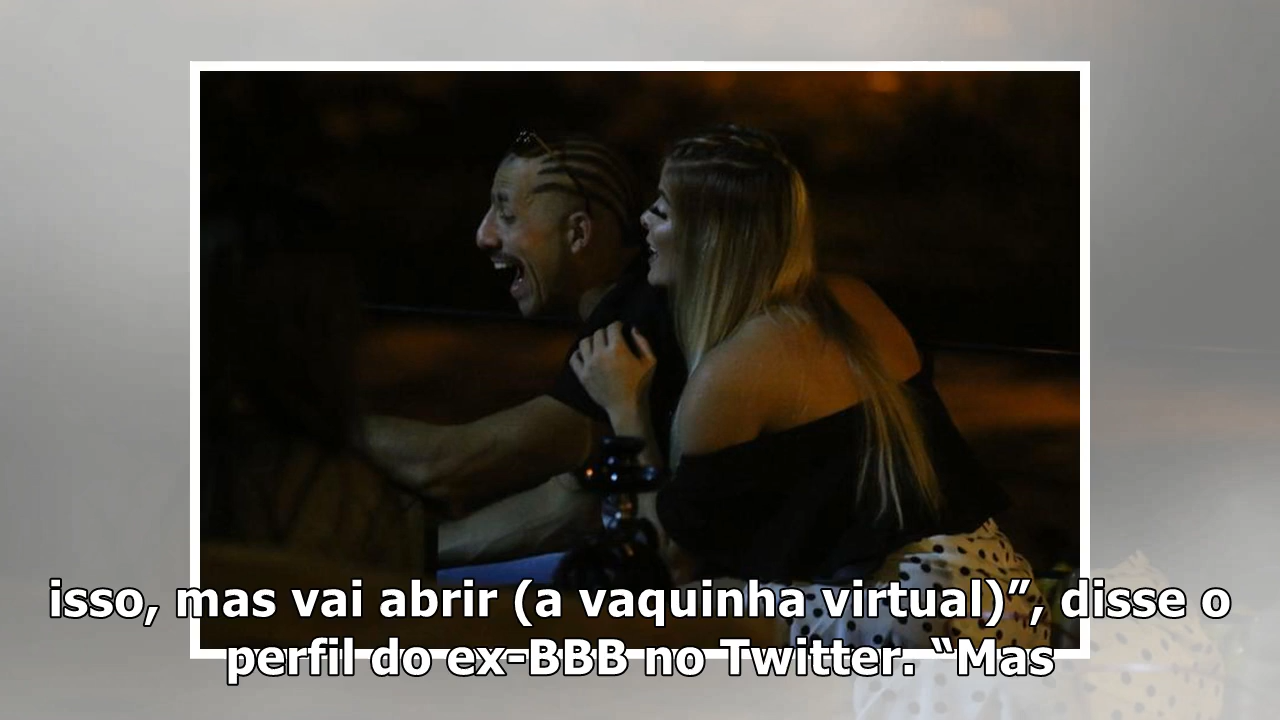 isso, mas vai abrir (a vaquinha virtual)”, disse o
perfil do ex-BBB no Twitter. “Mas